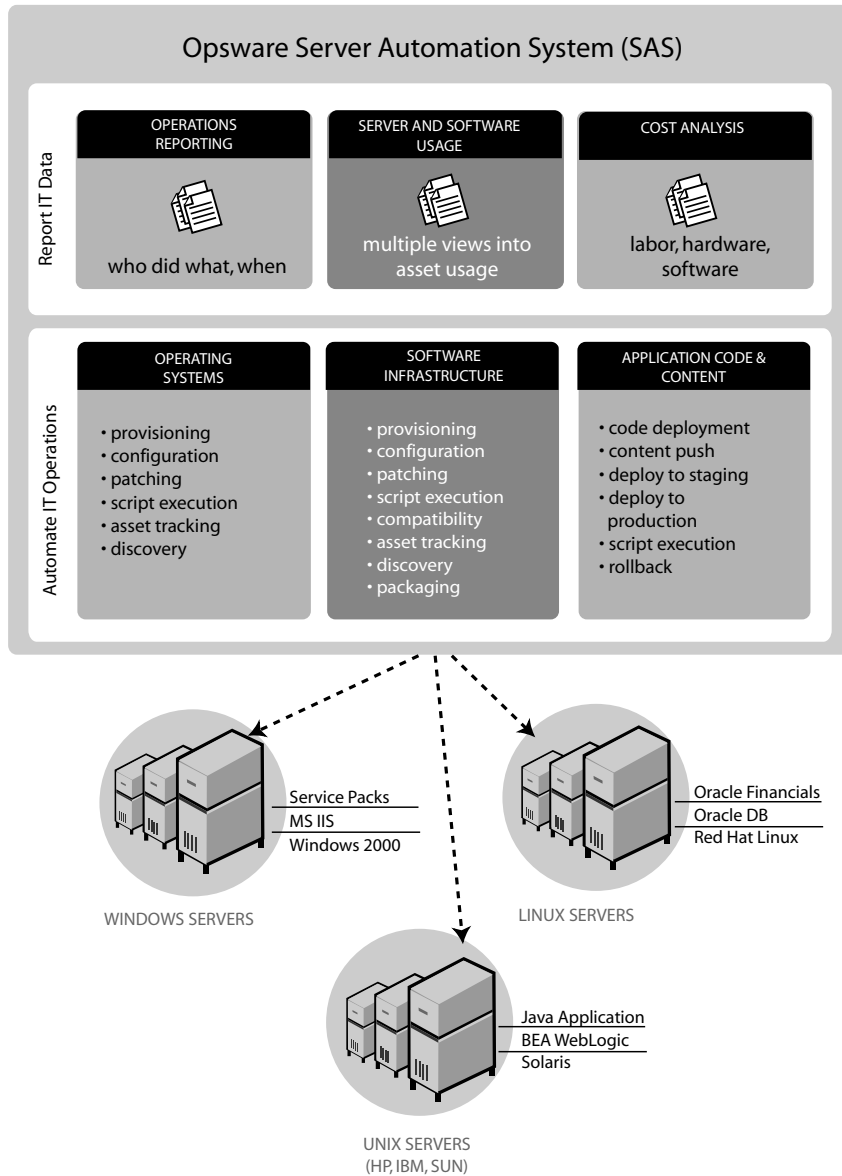 Opsware Server Automation System (SAS)
Report IT Data
OPERATIONS
REPORTING
who did what, when
SERVER AND SOFTWARE
USAGE
multiple views into
asset usage
COST ANALYSIS
labor, hardware,
software
Automate IT Operations
OPERATING
SYSTEMS
• provisioning
• configuration
• patching
• script execution
• asset tracking
• discovery
SOFTWARE
INFRASTRUCTURE
• provisioning
• configuration
• patching
• script execution
• compatibility
• asset tracking
• discovery
• packaging
APPLICATION CODE &
CONTENT
• code deployment
• content push
• deploy to staging
• deploy to
production
• script execution
• rollback
Service Packs
MS IIS
Windows 2000
WINDOWS SERVERS
Oracle Financials
Oracle DB
Red Hat Linux
LINUX SERVERS
Java Application
BEA WebLogic
Solaris
UNIX SERVERS
(HP, IBM, SUN)